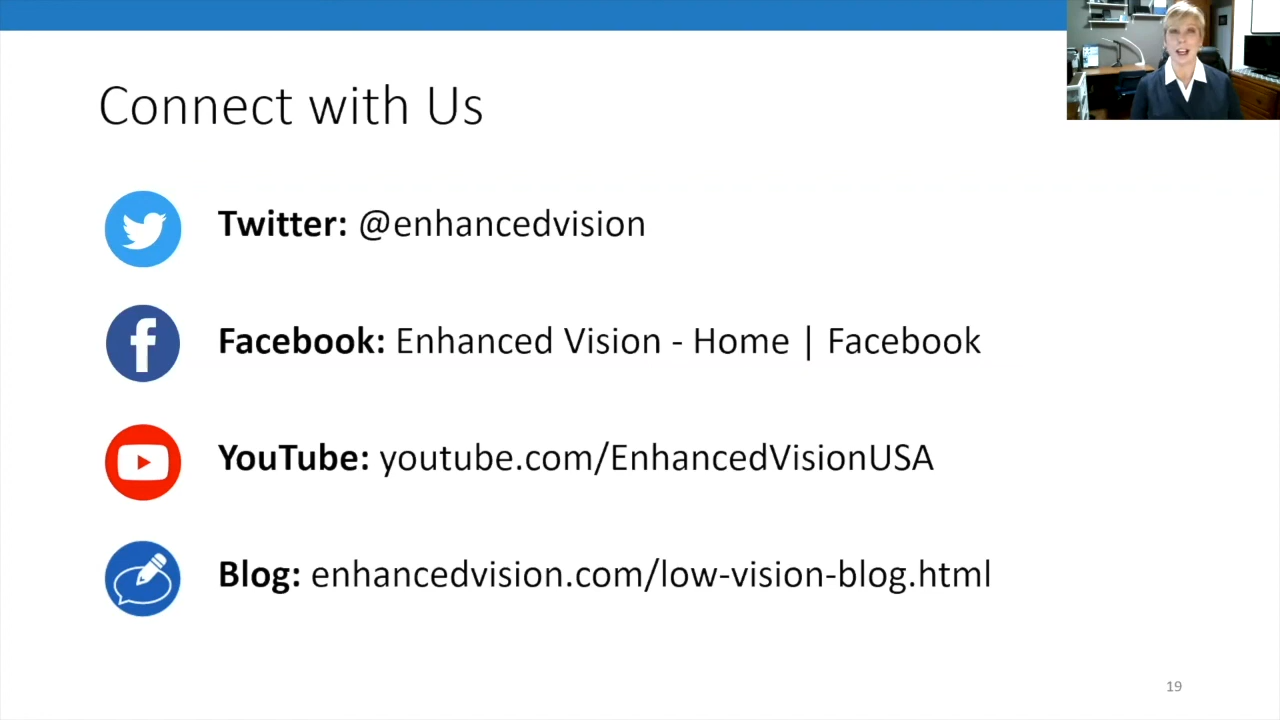 Connect with Us
Twitter: @enhancedvision
Facebook: Enhanced Vision - Home | Facebook
YouTube: youtube.com/EnhancedVisionUSA
Blog: enhancedvision.com/low-vision-blog.html
19